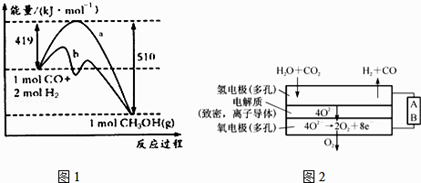 能量/(kJ·mol⁻¹)
a
419
b
510
1 mol CO+
2 mol H₂
1 mol CH₃OH(g)
反应过程
图1
H₂O+CO₂
H₂+CO
氢电极(多孔)
电解质
(致密,离子导体)
氧电极(多孔)
4O²⁻
4O²⁻→2O₂+8e
O₂
A
B
图2